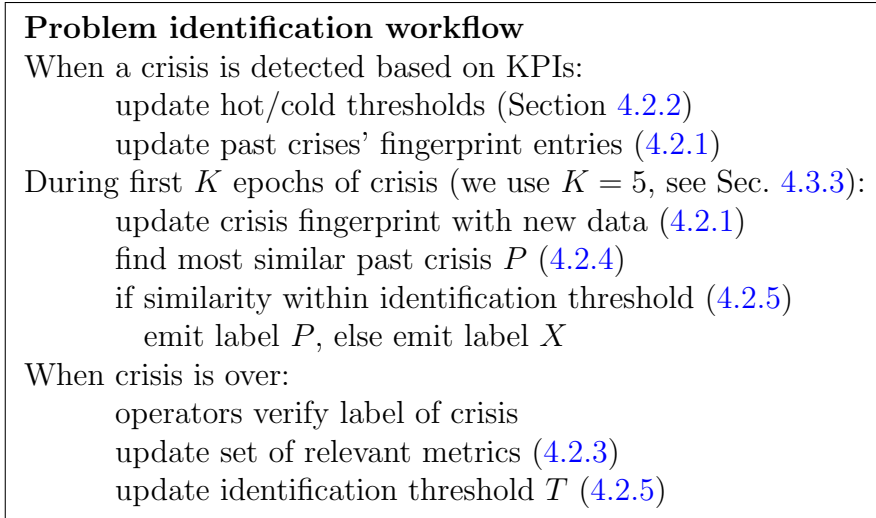 Problem identification workflow
When a crisis is detected based on KPIs:
update hot/cold thresholds (Section 4.2.2)
update past crises' fingerprint entries (4.2.1)
During first K epochs of crisis (we use K = 5, see Sec. 4.3.3):
update crisis fingerprint with new data (4.2.1)
find most similar past crisis P (4.2.4)
if similarity within identification threshold (4.2.5)
emit label P, else emit label X
When crisis is over:
operators verify label of crisis
update set of relevant metrics (4.2.3)
update identification threshold T (4.2.5)